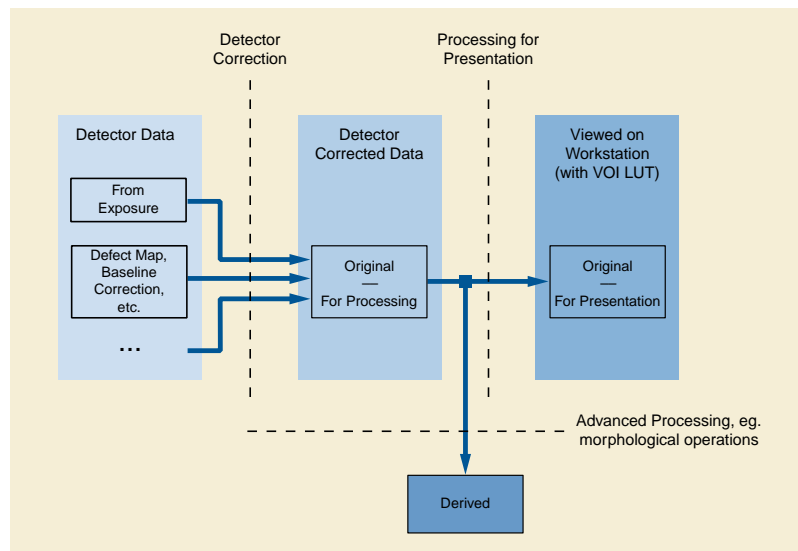 Detector
Correction
Processing for
Presentation
Detector Data
From
Exposure
Defect Map,
Baseline
Correction,
etc.
...
Detector
Corrected Data
Original
—
For Processing
Viewed on
Workstation
(with VOI LUT)
Original
—
For Presentation
Advanced Processing, eg.
morphological operations
Derived